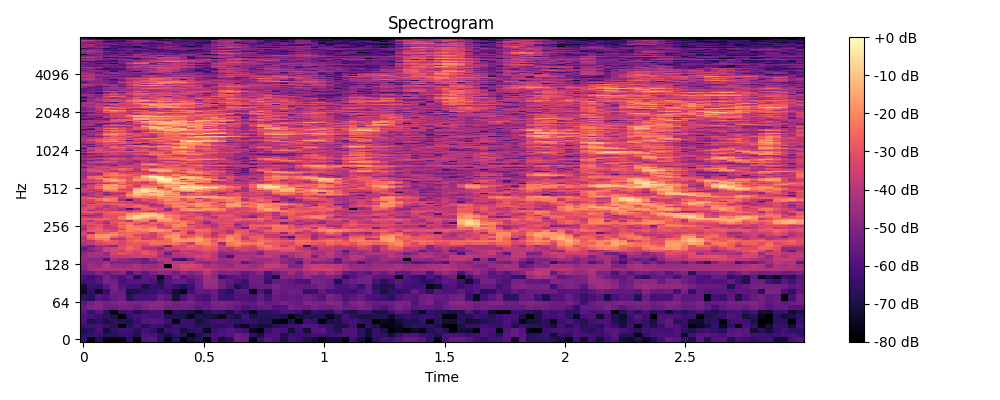 Spectrogram
+0 dB
4096
-10 dB
2048
-20 dB
1024
-30 dB
Hz
512
-40 dB
256
-50 dB
128
-60 dB
64
-70 dB
0
-80 dB
0 0.5 1 1.5 2 2.5
Time